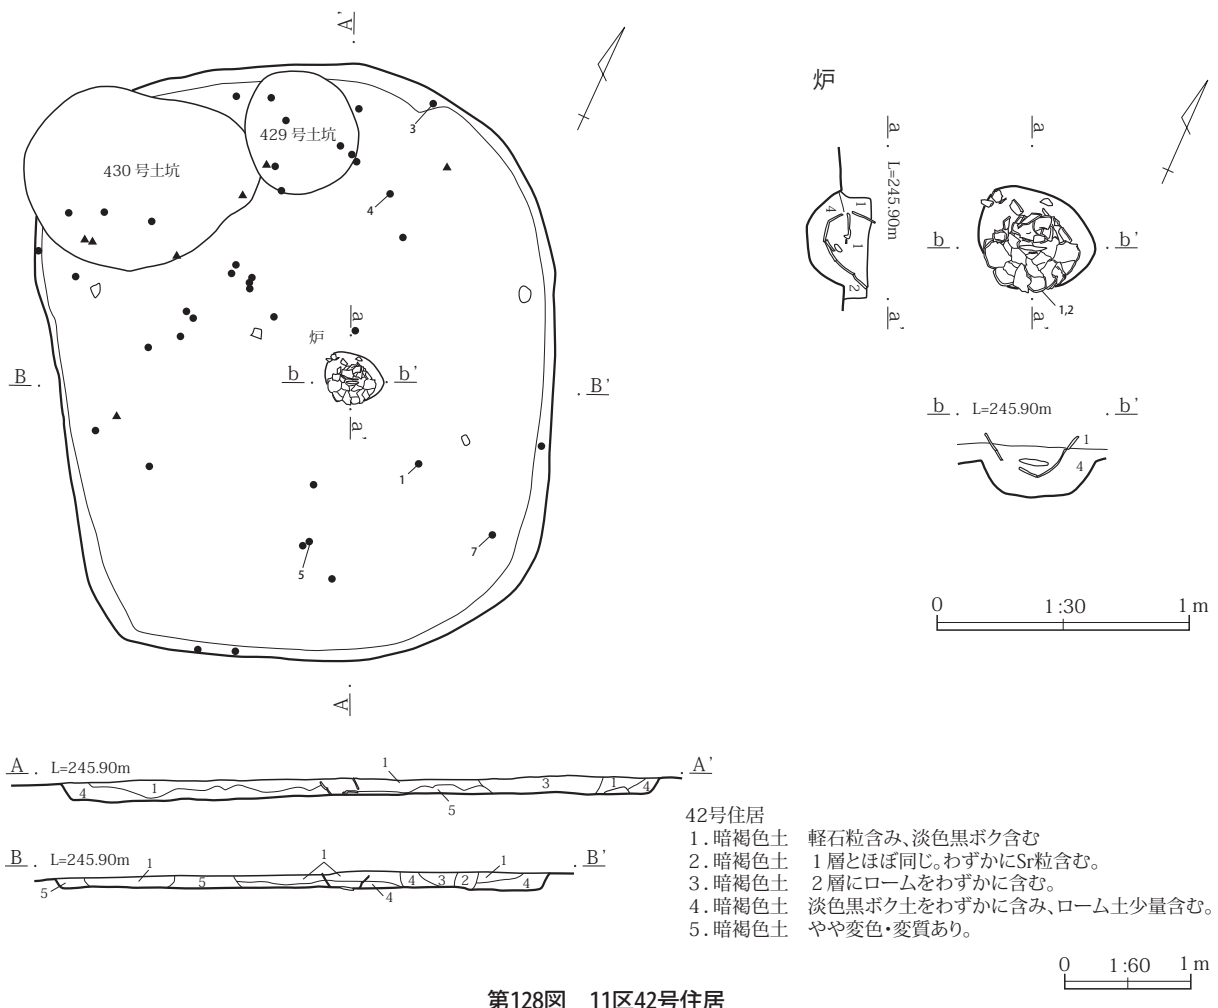 A'
429 号土坑
430 号土坑
3
4
炉
a
b . . b'
a'
B . . B'
1
7
5
A
炉
a a
L=245.90m
1
4
1
2
b . . b'
a' a'
1,2
b . L=245.90m . b'
1
4
0 1:30 1m
A . L=245.90m . A'
1
4 1 3 1 4
5
B . L=245.90m . B'
1 1 1
5 5 4 3 2 4
4
42号住居
1.暗褐色土 軽石粒含み、淡色黒ボク含む
2.暗褐色土 1層とほぼ同じ。わずかにSr粒含む。
3.暗褐色土 2層にロームをわずかに含む。
4.暗褐色土 淡色黒ボク土をわずかに含み、ローム土少量含む。
5.暗褐色土 やや変色・変質あり。
0 1:60 1m
第128図 11区42号住居